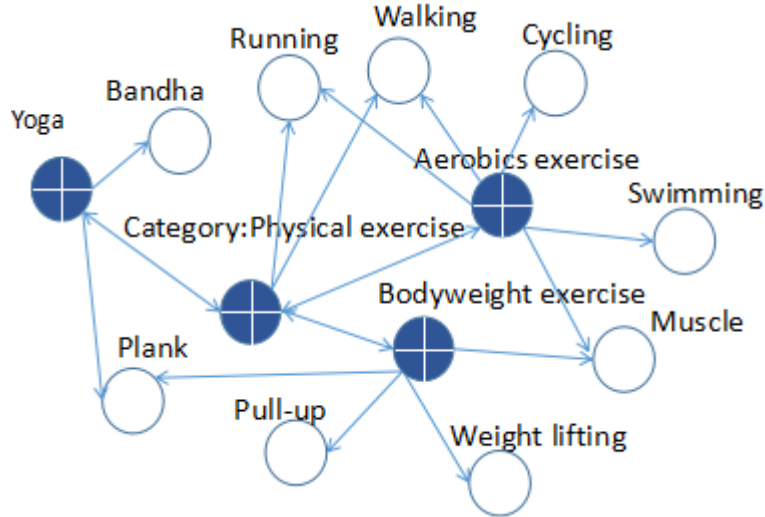 Walking
Running
Cycling
Bandha
Yoga
Aerobics exercise
Swimming
Category:Physical exercise
Bodyweight exercise
Muscle
Plank
Pull-up
Weight lifting